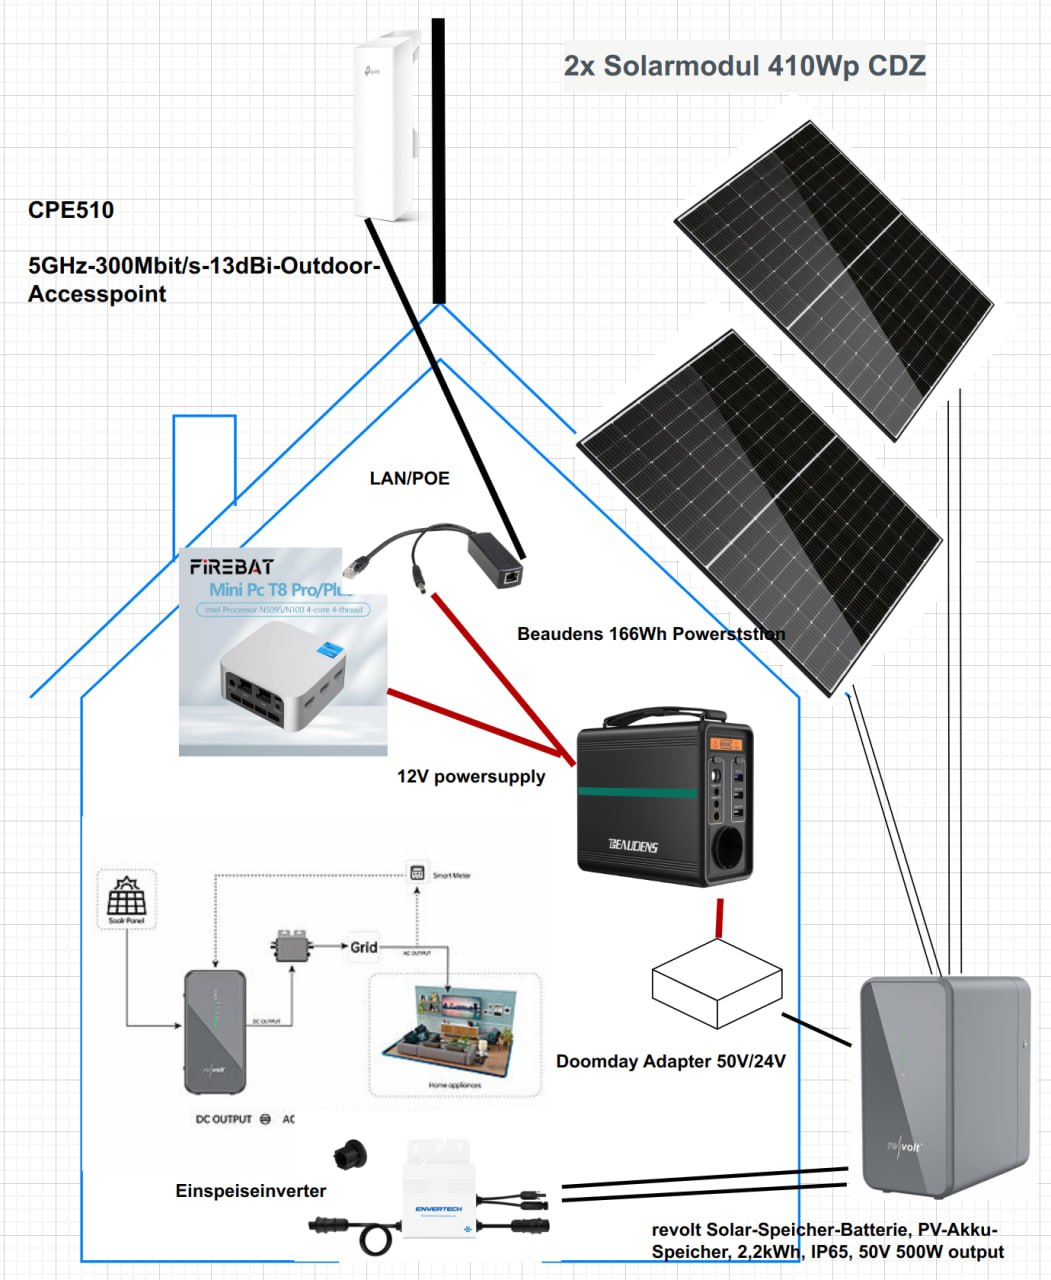 2x Solarmodul 410Wp CDZ
CPE510
5GHz-300Mbit/s-13dBi-Outdoor-
Accesspoint
LAN/POE
FIREBAT
Mini Pc T8 Pro/Plus
Intel Processor N5095/N100 4-core 4-thread
Beaudens 166Wh Powerststion
12V powersupply
BEAUDENS
Smart Meter
Soalr Panel
Grid
AC OUTPUT
DC OUTPUT
revolt
Home appliances
DC OUTPUT
AC
Doomday Adapter 50V/24V
revolt
Einspeiseinverter
ENVERTECH
revolt Solar-Speicher-Batterie, PV-Akku-
Speicher, 2,2kWh, IP65, 50V 500W output